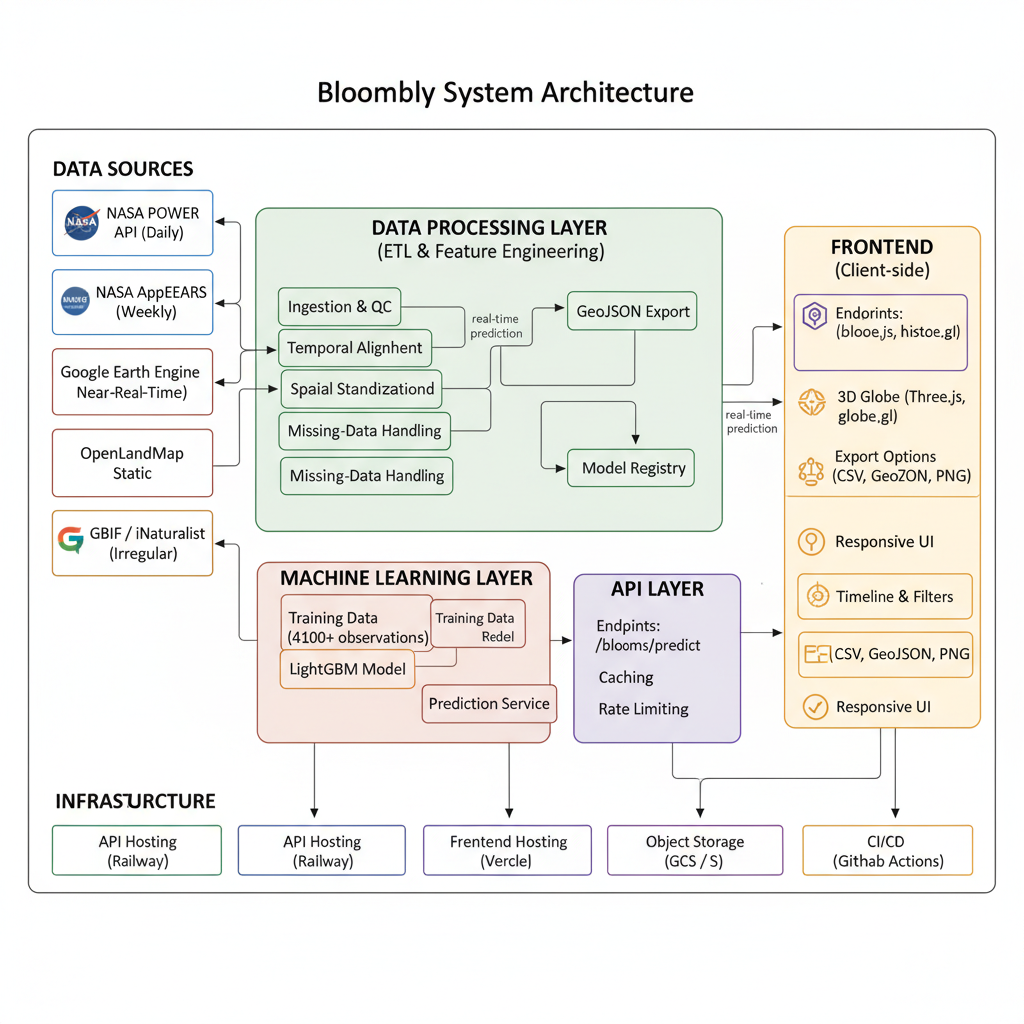 Bloombly System Architecture
DATA SOURCES
NASA
NASA POWER
API (Daily)
NASA AppEEARS
(Weekly)
Google Earth Engine
Near-Real-Time)
OpenLandMap
Static
GBIF / iNaturalist
(Irregular)
DATA PROCESSING LAYER
(ETL & Feature Engineering)
Ingestion & QC
Temporal Alighhent
Spaial Standizationd
Missing-Data Handling
Missing-Data Handling
real-time
prediction
GeoJSON Export
Model Registry
real-time
prediction
FRONTEND
(Client-side)
Endorints:
(blooe.js, histoe.gl)
3D Globe (Three.js,
globe.gl)
Export Options
(CSV, GeoZON, PNG)
Responsive UI
Timeline & Filters
(CSV, GeoJSON, PNG
Responsive UI
MACHINE LEARNING LAYER
Training Data
(4100+ observations)
Training Data
Redel
LightGBM Model
Prediction Service
API LAYER
Endpints:
/blooms/predict
Caching
Rate Limiting
INFRASTURCTURE
API Hosting
(Railway)
API Hosting
(Railway)
Frontend Hosting
(Vercle)
Object Storage
(GCS / S)
CI/CD
(Githab Actions)